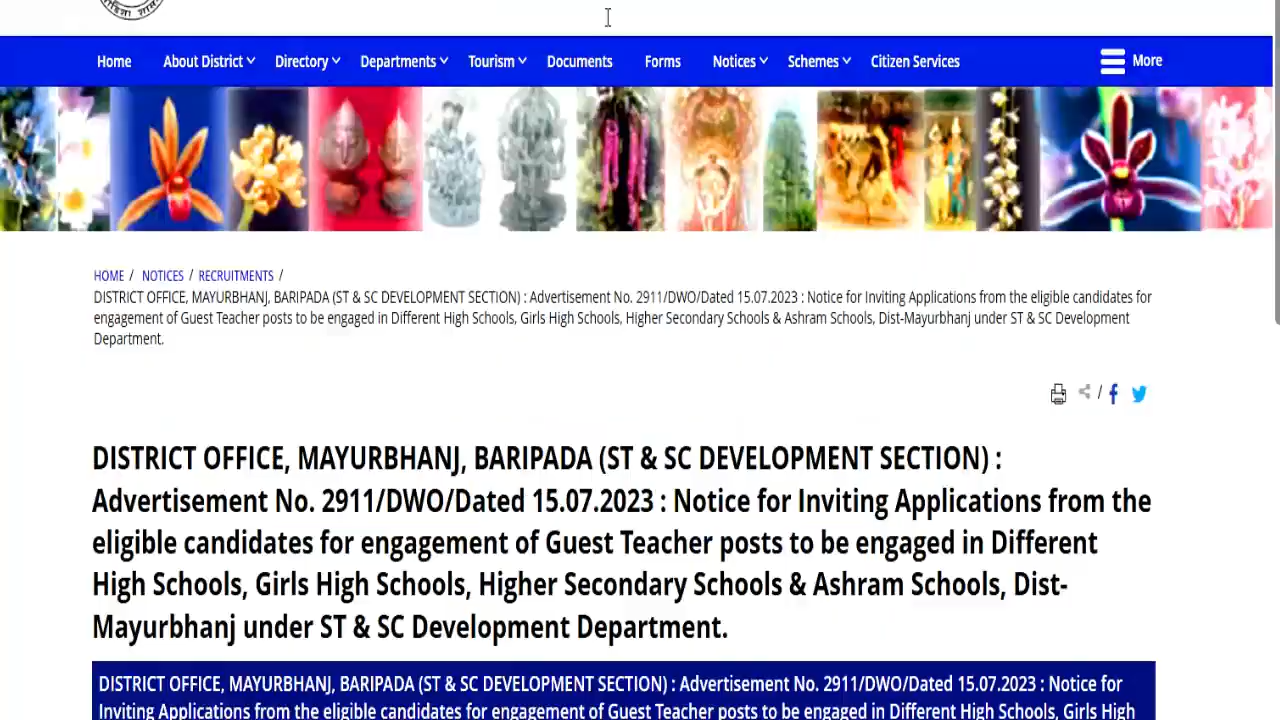 Home About District Directory Departments Tourism Documents Forms Notices Schemes Citizen Services More
HOME / NOTICES / RECRUITMENTS /
DISTRICT OFFICE, MAYURBHANJ, BARIPADA (ST & SC DEVELOPMENT SECTION) : Advertisement No. 2911/DWO/Dated 15.07.2023 : Notice for Inviting Applications from the eligible candidates for
engagement of Guest Teacher posts to be engaged in Different High Schools, Girls High Schools, Higher Secondary Schools & Ashram Schools, Dist-Mayurbhanj under ST & SC Development
Department.
/
DISTRICT OFFICE, MAYURBHANJ, BARIPADA (ST & SC DEVELOPMENT SECTION) :
Advertisement No. 2911/DWO/Dated 15.07.2023 : Notice for Inviting Applications from the
eligible candidates for engagement of Guest Teacher posts to be engaged in Different
High Schools, Girls High Schools, Higher Secondary Schools & Ashram Schools, Dist-
Mayurbhanj under ST & SC Development Department.
DISTRICT OFFICE, MAYURBHANJ, BARIPADA (ST & SC DEVELOPMENT SECTION) : Advertisement No. 2911/DWO/Dated 15.07.2023 : Notice for
Inviting Applications from the eligible candidates for engagement of Guest Teacher posts to be engaged in Different High Schools, Girls High